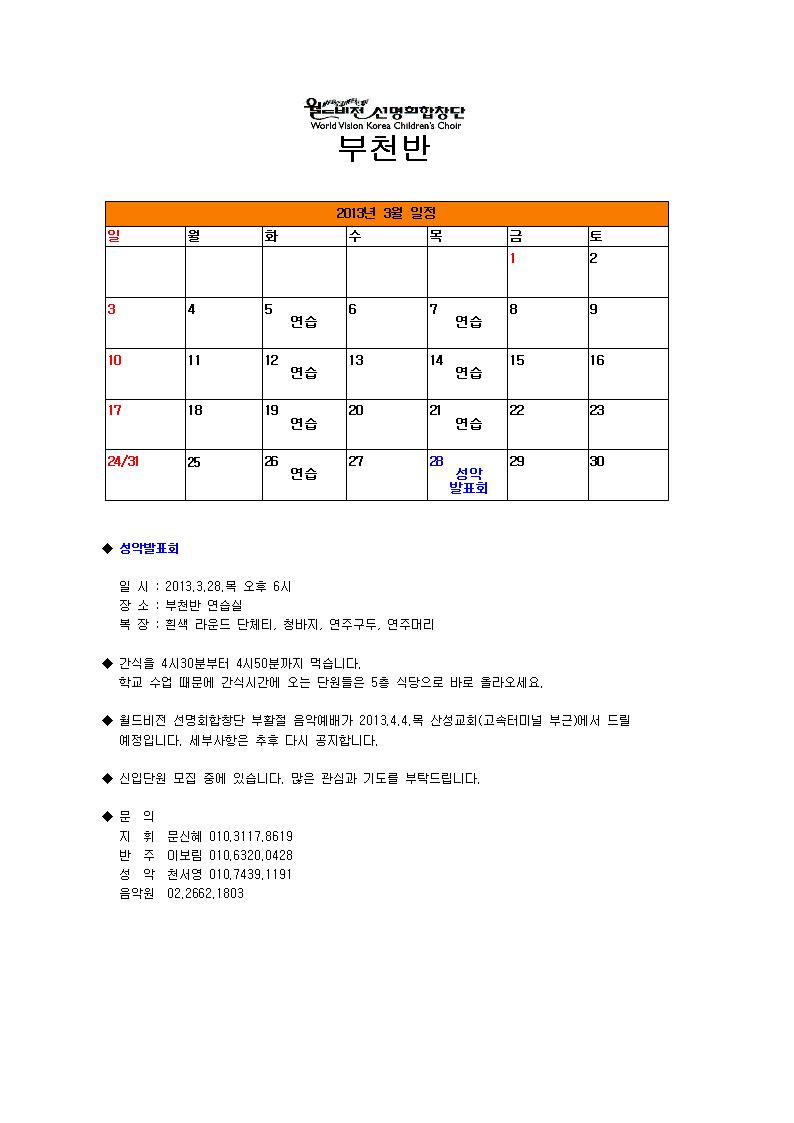 월드비전 선명회합창단
World Vision Korea Children's Choir
부천반
2013년 3월 일정
일 월 화 수 목 금 토
1 2
3 4 5 연습 6 7 연습 8 9
10 11 12 연습 13 14 연습 15 16
17 18 19 연습 20 21 연습 22 23
24/31 25 26 연습 27 28 성악 29 30
발표회
◆ 성악발표회
일 시 : 2013.3.28.목 오후 6시
장 소 : 부천반 연습실
복 장 : 흰색 라운드 단체티, 청바지, 연주구두, 연주머리
◆ 간식을 4시30분부터 4시50분까지 먹습니다.
학교 수업 때문에 간식시간에 오는 단원들은 5층 식당으로 바로 올라오세요.
◆ 월드비전 선명회합창단 부활절 음악예배가 2013.4.4.목 산성교회(고속터미널 부근)에서 드릴
예정입니다. 세부사항은 추후 다시 공지합니다.
◆ 신입단원 모집 중에 있습니다. 많은 관심과 기도를 부탁드립니다.
◆ 문 의
지 휘 문신혜 010.3117.8619
반 주 이보림 010.6320.0428
성 악 천서영 010.7439.1191
음악원 02.2662.1803